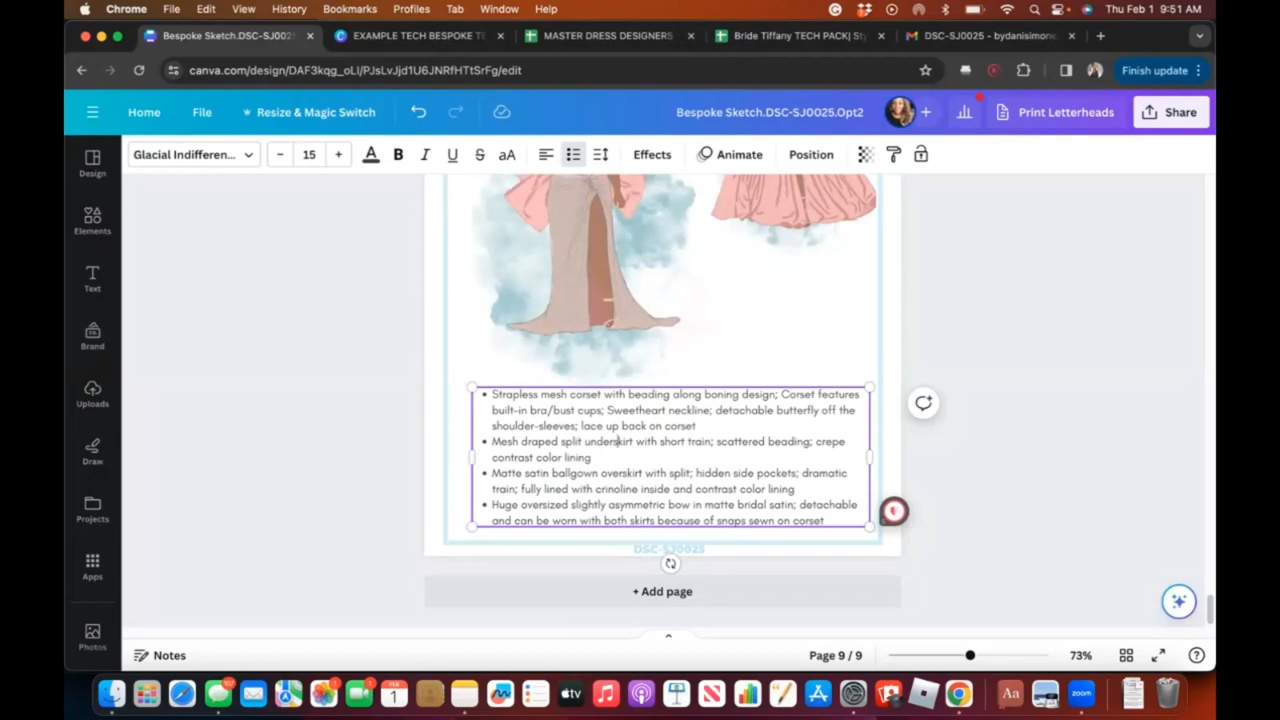 Chrome File Edit View History Bookmarks Profiles Tab Window Help Thu Feb 1 9:51 AM
Bespoke Sketch.DSC-SJ002 EXAMPLE TECH BESPOKE TE MASTER DRESS DESIGNERS Bride Tiffany TECH PACK| Sty DSC-SJ0025 - bydanisimone
canva.com/design/DAF3kqg_oLI/PJsLvJjd1U6JNRfHTtSrFg/edit Finish update
Home File Resize & Magic Switch Bespoke Sketch.DSC-SJ0025.Opt2 Print Letterheads Share
Glacial Indifferen... 15 B I U S aA Effects Animate Position
Design
Elements
Text
Brand
Uploads
Draw
Projects
Apps
Photos
• Strapless mesh corset with beading along boning design; Corset features
built-in bra/bust cups; Sweetheart neckline; detachable butterfly off the
shoulder-sleeves; lace up back on corset
• Mesh draped split underskirt with short train; scattered beading; crepe
contrast color lining
• Matte satin ballgown overskirt with split; hidden side pockets; dramatic
train; fully lined with crinoline inside and contrast color lining
• Huge oversized slightly asymmetric bow in matte bridal satin; detachable
and can be worn with both skirts because of snaps sewn on corset
DSC-SJ0025
+ Add page
Notes Page 9 / 9 73%
FEB
1
tv
Aa
zoom